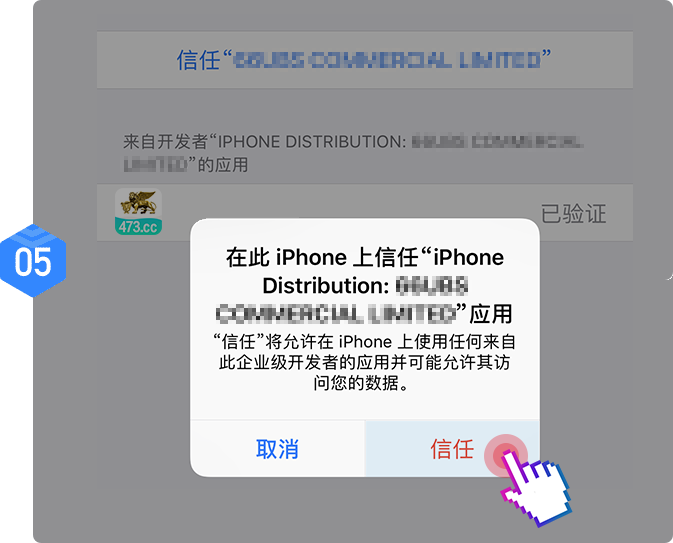 信任“
”
来自开发者“IPHONE DISTRIBUTION:
”的应用
473.cc
已验证
05
在此 iPhone 上信任“iPhone
Distribution:
”应用
“信任”将允许在 iPhone 上使用任何来自
此企业级开发者的应用并可能允许其访
问您的数据。
取消
信任